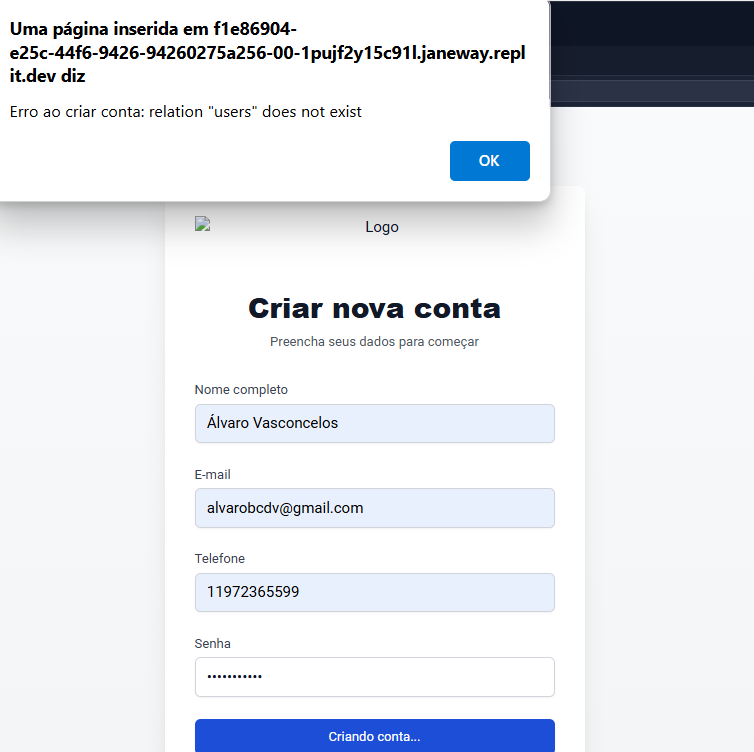 Uma página inserida em f1e86904-
e25c-44f6-9426-94260275a256-00-1pujf2y15c91l.janeway.repl
it.dev diz
Erro ao criar conta: relation "users" does not exist
OK
Logo
Criar nova conta
Preencha seus dados para começar
Nome completo
Álvaro Vasconcelos
E-mail
alvarobcdv@gmail.com
Telefone
11972365599
Senha
•••••••••••
Criando conta...